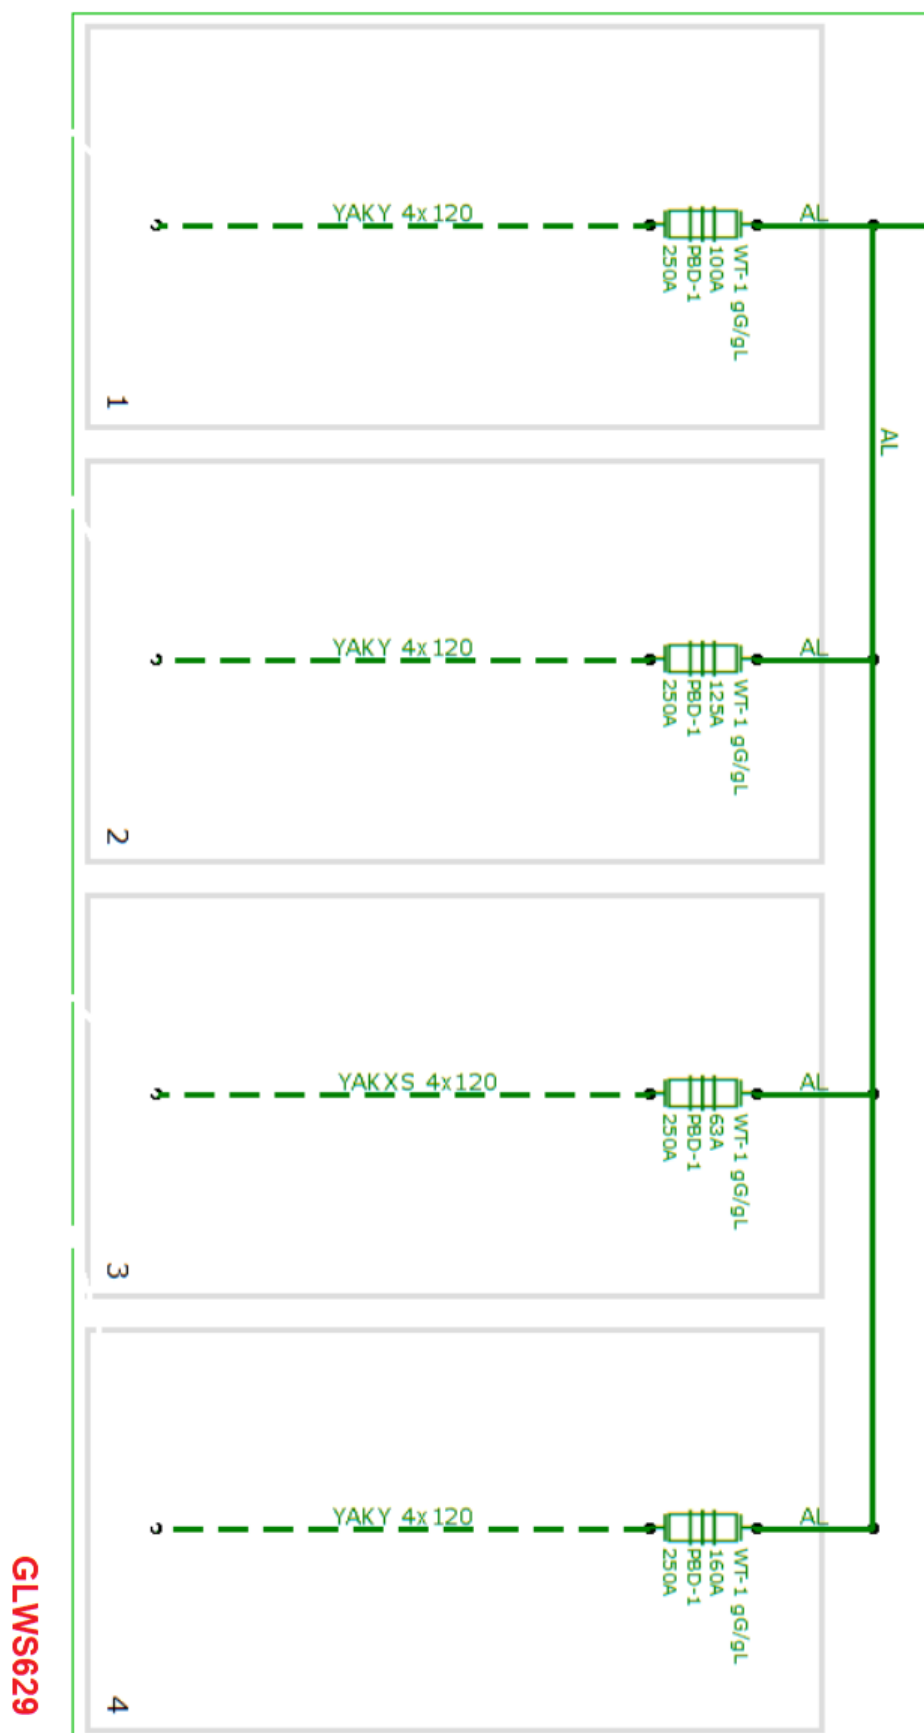 YAKY 4x120
AL
WT-1 gG/gL
100A
PBD-1
250A
1
AL
YAKY 4x120
AL
WT-1 gG/gL
125A
PBD-1
250A
2
YAKXS 4x120
AL
WT-1 gG/gL
63A
PBD-1
250A
3
YAKY 4x120
AL
WT-1 gG/gL
160A
PBD-1
250A
4
GLWS629